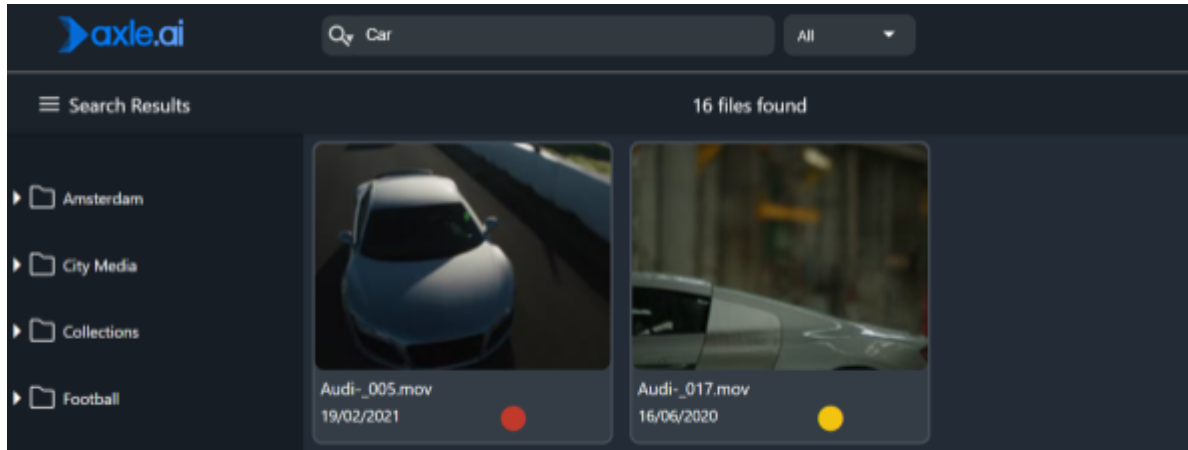 axle.ai
Car
All
Search Results
16 files found
Amsterdam
City Media
Collections
Football
Audi-_005.mov
19/02/2021
Audi-_017.mov
16/06/2020